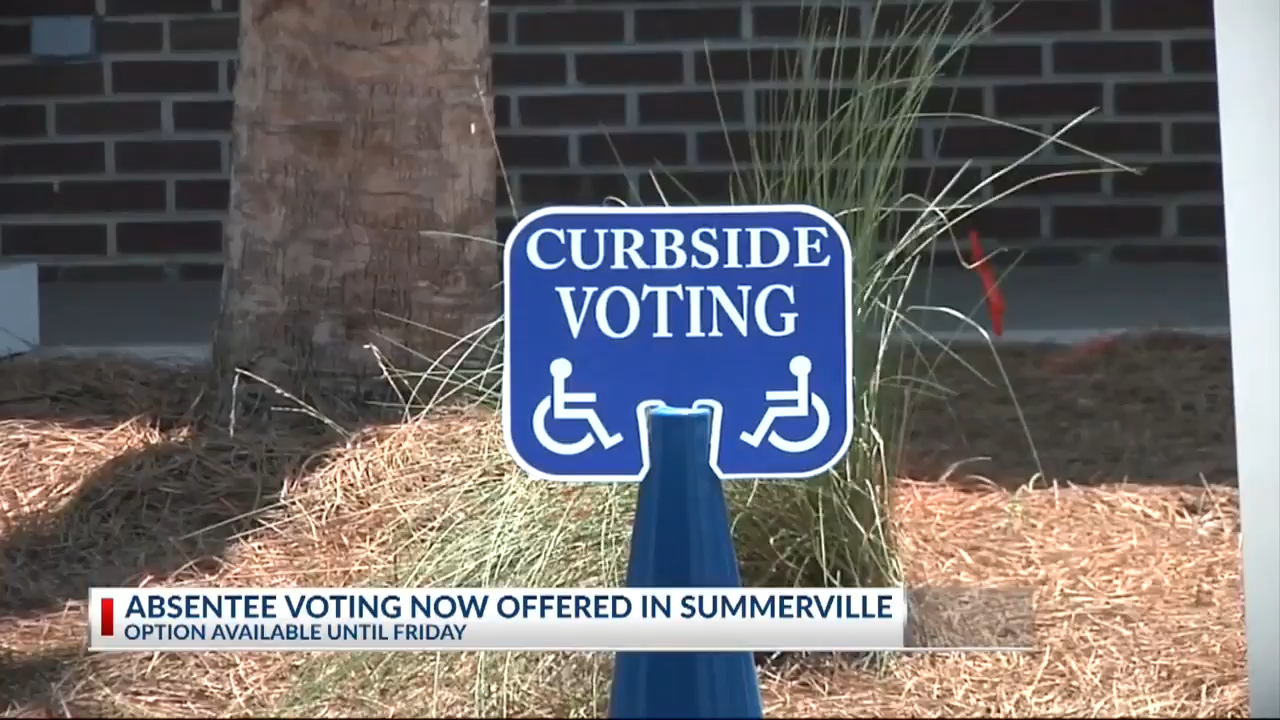 CURBSIDE
VOTING
ABSENTEE VOTING NOW OFFERED IN SUMMERVILLE
OPTION AVAILABLE UNTIL FRIDAY